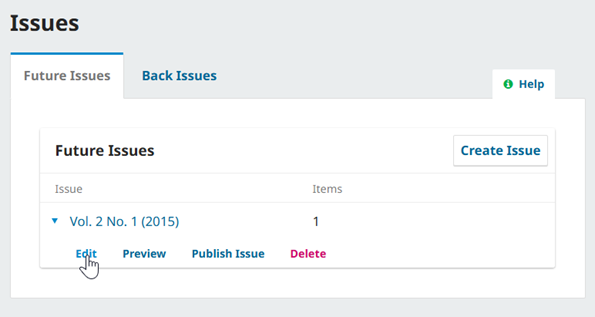 Issues
Future Issues Back Issues
Help
Future Issues Create Issue
Issue Items
Vol. 2 No. 1 (2015) 1
Edit Preview Publish Issue Delete